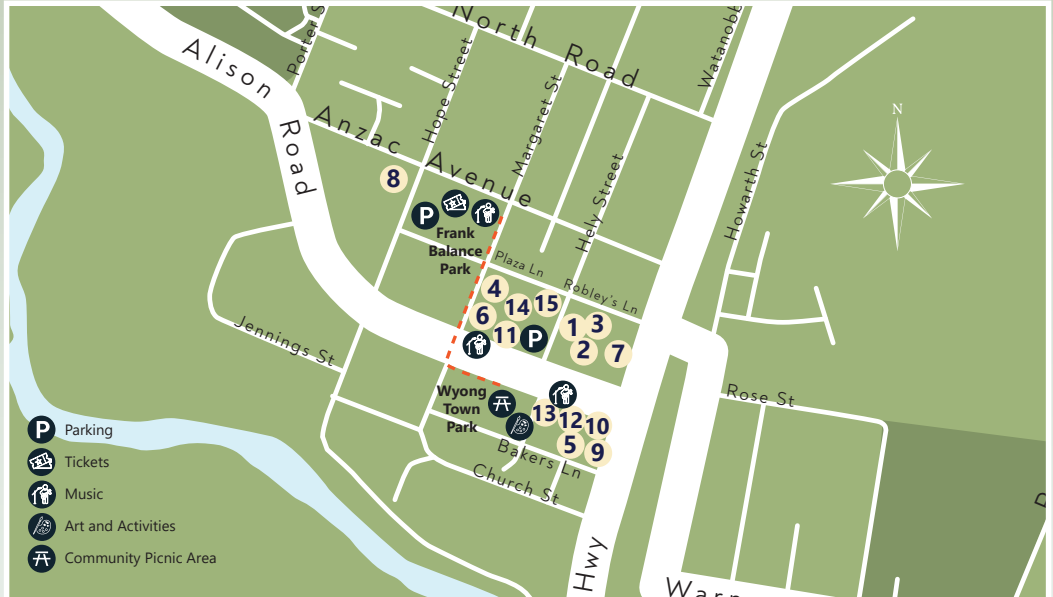 North Road
Porter S
Watanobb
Alison
Road
Hope Street
Margaret St
Anzac Avenue
Hely Street
Howarth St
N
8
P
Frank
Balance
Park
Plaza Ln
Robley's Ln
4
14
15
6
11
P
1
3
2
7
Jennings St
Wyong
Town
Park
13
12
10
5
9
Rose St
Bakers Ln
Church St
Hwy
Warn
P Parking
Tickets
Music
Art and Activities
Community Picnic Area